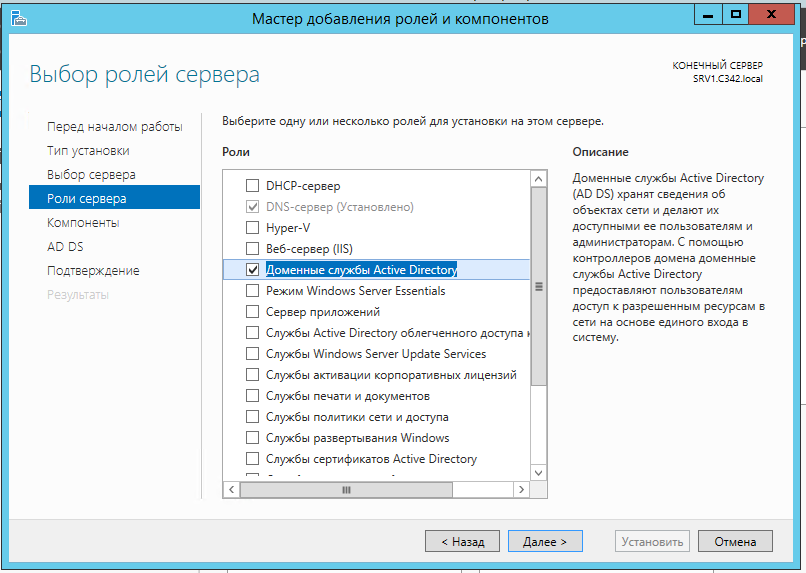 Мастер добавления ролей и компонентов
Выбор ролей сервера
КОНЕЧНЫЙ СЕРВЕР
SRV1.C342.local
Перед началом работы
Тип установки
Выбор сервера
Роли сервера
Компоненты
AD DS
Подтверждение
Результаты
Выберите одну или несколько ролей для установки на этом сервере.
Роли
DHCP-сервер
DNS-сервер (Установлено)
Hyper-V
Веб-сервер (IIS)
Доменные службы Active Directory
Режим Windows Server Essentials
Сервер приложений
Службы Active Directory облегченного доступа к
Службы Windows Server Update Services
Службы активации корпоративных лицензий
Службы печати и документов
Службы политики сети и доступа
Службы развертывания Windows
Службы сертификатов Active Directory
Описание
Доменные службы Active Directory
(AD DS) хранят сведения об
объектах сети и делают их
доступными ее пользователям и
администраторам. С помощью
контроллеров домена доменные
службы Active Directory
предоставляют пользователям
доступ к разрешенным ресурсам в
сети на основе единого входа в
систему.
< Назад
Далее >
Установить
Отмена